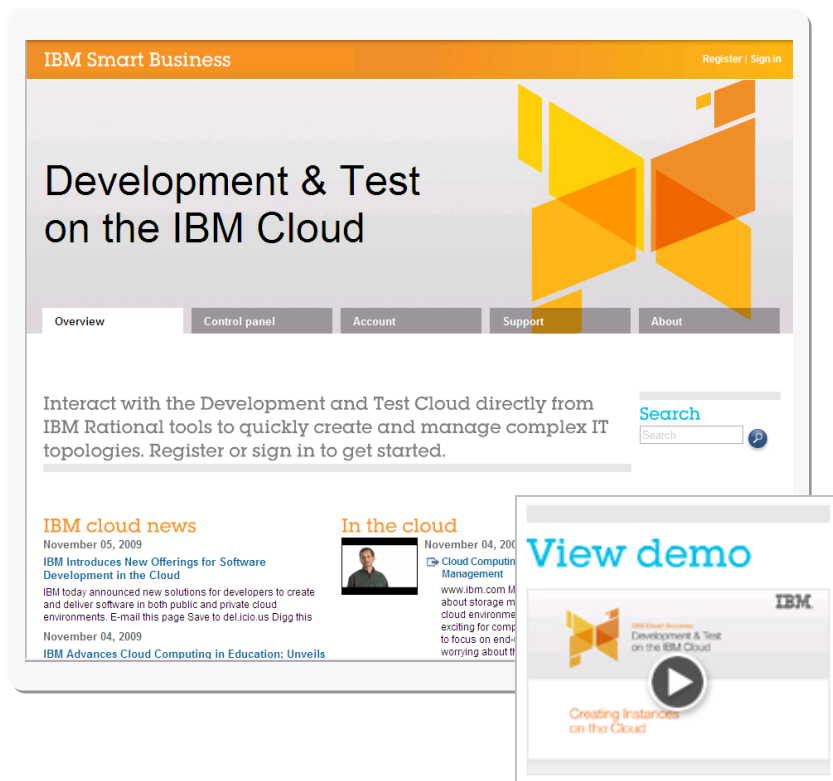 IBM Smart Business
Register | Sign in
Development & Test
on the IBM Cloud
Overview
Control panel
Account
Support
About
Interact with the Development and Test Cloud directly from
IBM Rational tools to quickly create and manage complex IT
topologies. Register or sign in to get started.
Search
Search
IBM cloud news
November 05, 2009
IBM Introduces New Offerings for Software
Development in the Cloud
IBM today announced new solutions for developers to create
and deliver software in both public and private cloud
environments. E-mail this page Save to del.icio.us Digg this
November 04, 2009
IBM Advances Cloud Computing in Education; Unveils
In the cloud
November 04, 200
Cloud Computin
Management
www.ibm.com M
about storage m
cloud environme
exciting for comp
to focus on end-
worrying about th
View demo
IBM.
IBM Smart Business
Development & Test
on the IBM Cloud
Creating Instances
on the Cloud